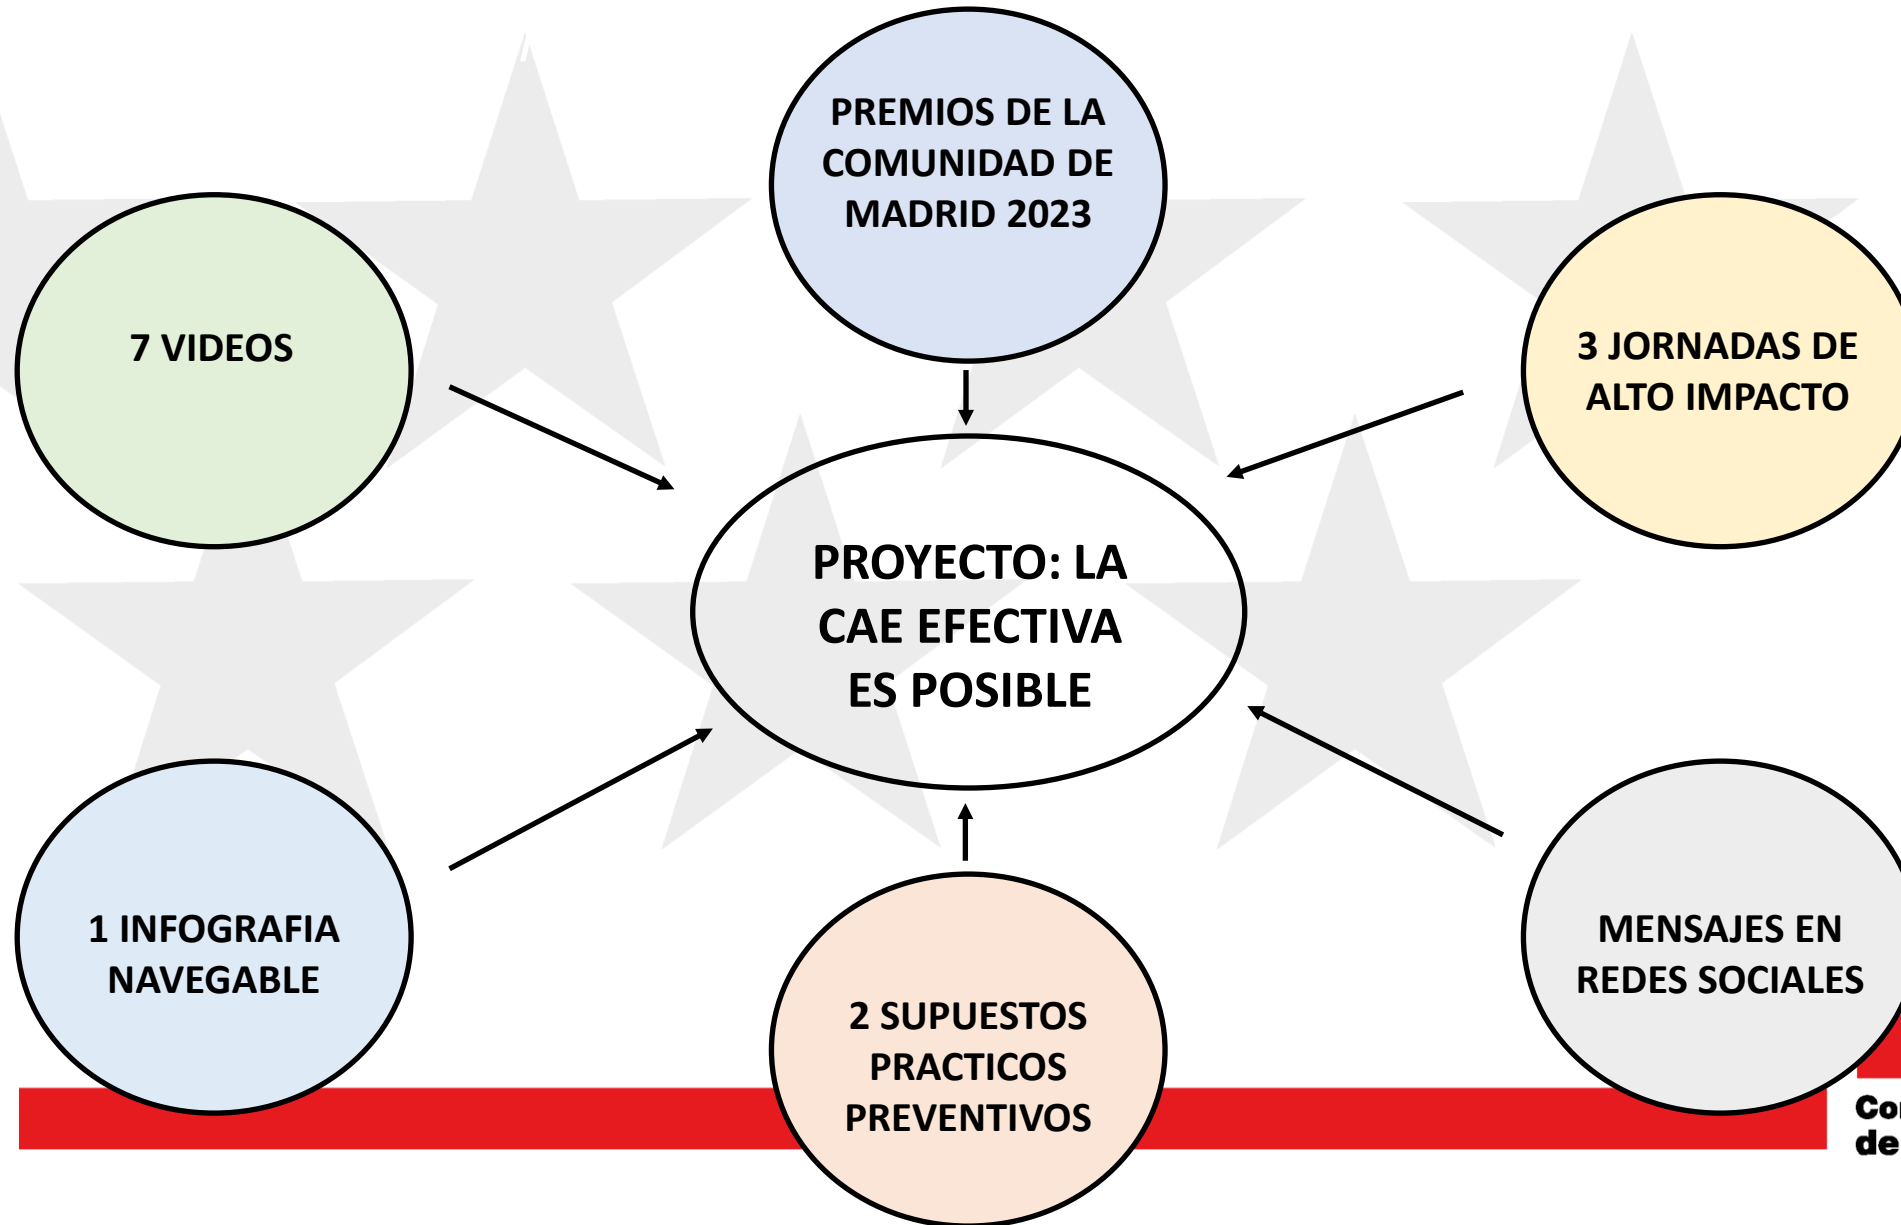 PREMIOS DE LA
COMUNIDAD DE
MADRID 2023
7 VIDEOS
3 JORNADAS DE
ALTO IMPACTO
PROYECTO: LA
CAE EFECTIVA
ES POSIBLE
1 INFOGRAFIA
NAVEGABLE
2 SUPUESTOS
PRACTICOS
PREVENTIVOS
MENSAJES EN
REDES SOCIALES
de